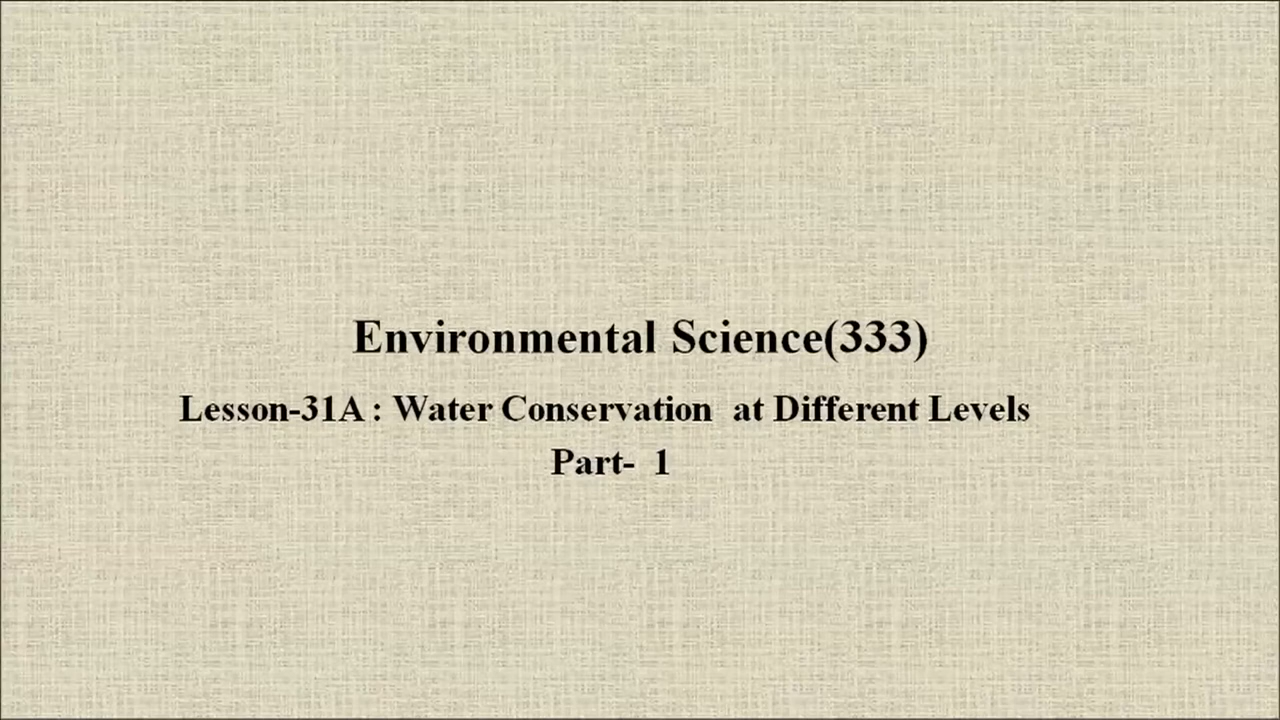 Environmental Science(333)
Lesson-31A : Water Conservation at Different Levels
Part- 1